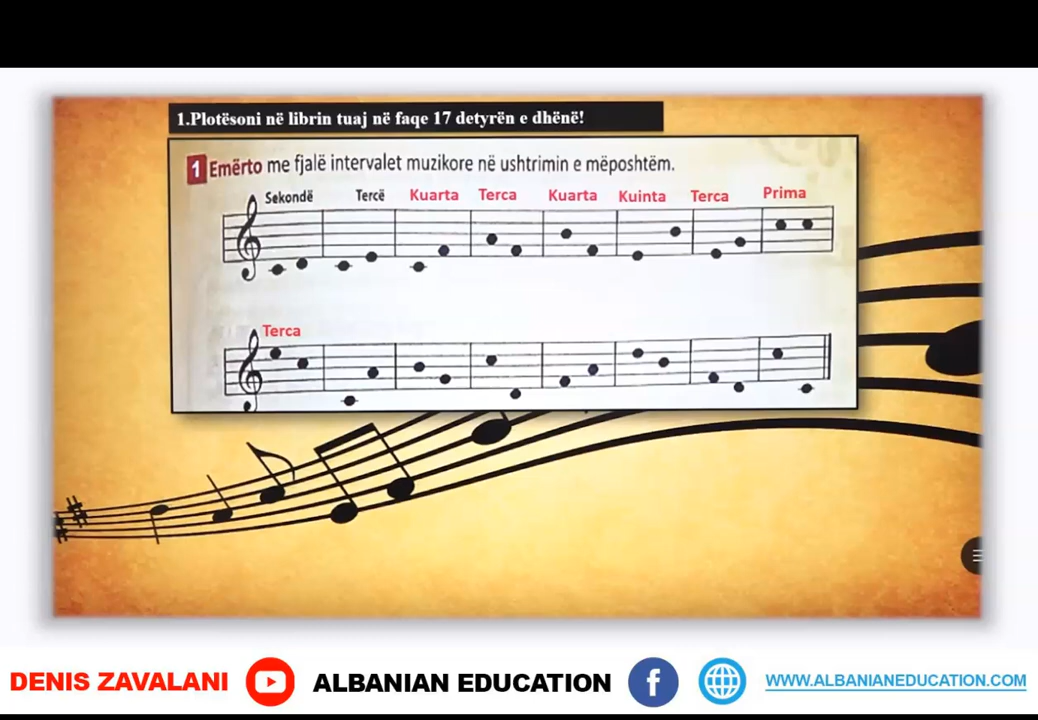 1.Plotësoni në librin tuaj në faqe 17 detyrën e dhënë!
1 Emërto me fjalë intervalet muzikore në ushtrimin e mëposhtëm.
Sekondë Tercë Kuarta Terca Kuarta Kuinta Terca Prima
Terca
DENIS ZAVALANI ALBANIAN EDUCATION WWW.ALBANIANEDUCATION.COM